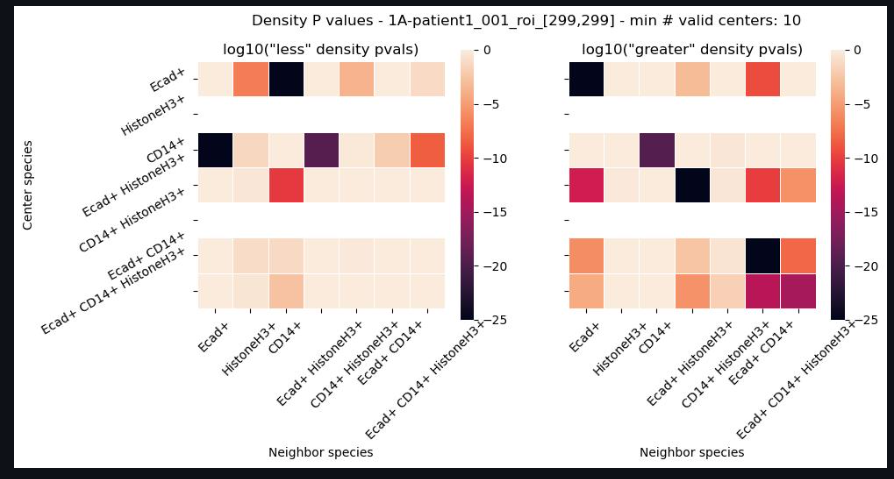 Density P values - 1A-patient1_001_roi_[299,299] - min # valid centers: 10
log10("less" density pvals)
log10("greater" density pvals)
Center species
Ecad+
HistoneH3+
CD14+
Ecad+ HistoneH3+
CD14+ HistoneH3+
Ecad+ CD14+
Ecad+ CD14+ HistoneH3+
0
−5
−10
−15
−20
−25
0
−5
−10
−15
−20
−25
Ecad+
HistoneH3+
CD14+
Ecad+ HistoneH3+
CD14+ HistoneH3+
Ecad+ CD14+
Ecad+ CD14+ HistoneH3+
Ecad+
HistoneH3+
CD14+
Ecad+ HistoneH3+
CD14+ HistoneH3+
Ecad+ CD14+
Ecad+ CD14+ HistoneH3+
Neighbor species
Neighbor species